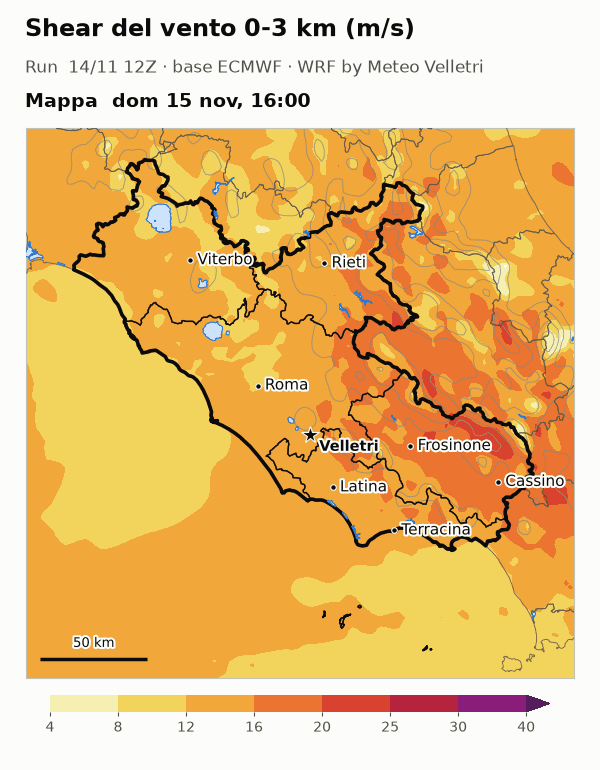 Shear del vento 0-3 km (m/s)
Run  14/11 12Z · base ECMWF · WRF by Meteo Velletri
Mappa  dom 15 nov, 16:00
Viterbo
Rieti
Roma
Velletri
Frosinone
Latina
Cassino
Terracina
50 km
4 8 12 16 20 25 30 40